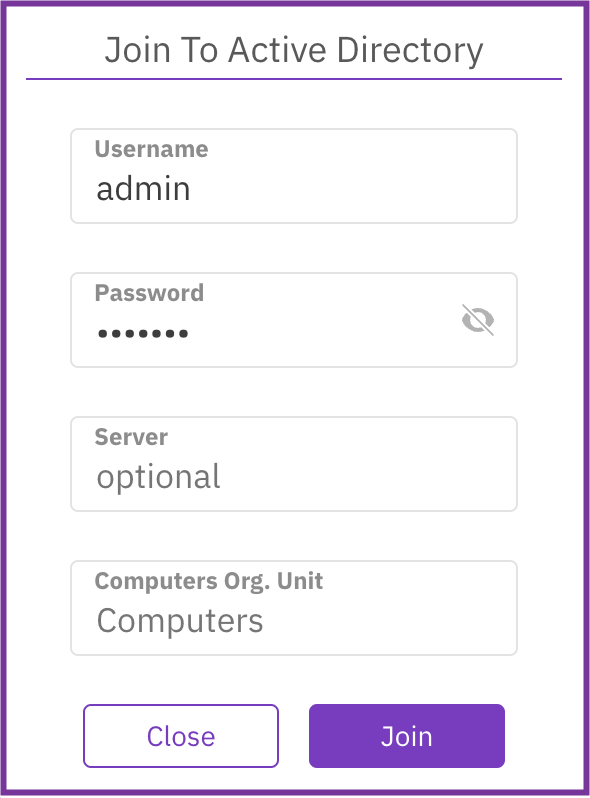 Join To Active Directory
Username
admin
Password
•••••••
Server
optional
Computers Org. Unit
Computers
Close
Join